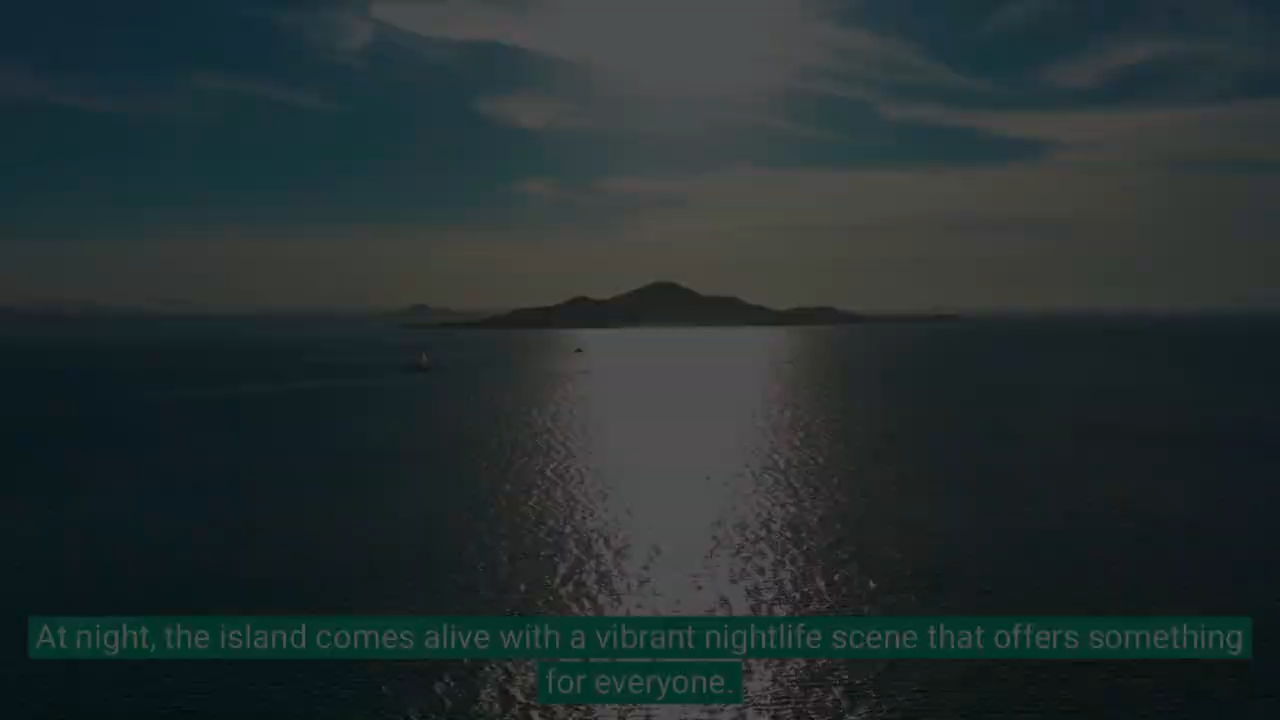 At night, the island comes alive with a vibrant nightlife scene that offers something
for everyone.